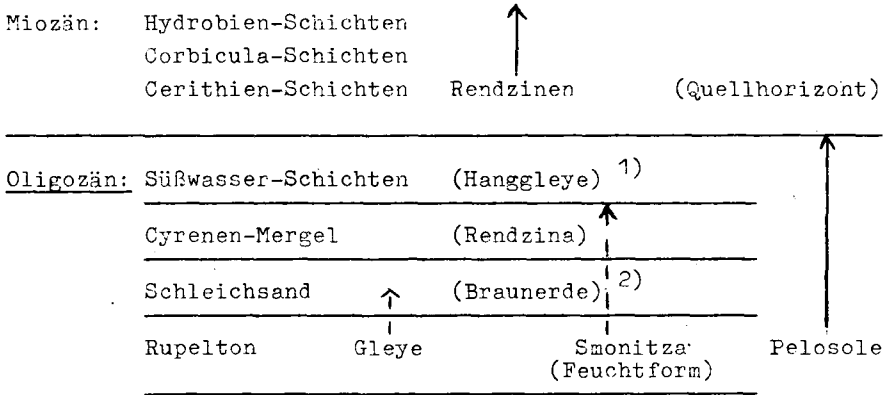 Miozän: Hydrobien-Schichten
Corbicula-Schichten
Cerithien-Schichten Rendzinen (Quellhorizont)
Oligozän: Süßwasser-Schichten (Hanggleye) 1)
Cyrenen-Mergel (Rendzina)
Schleichsand (Braunerde) 2)
Rupelton Gleye Smonitza Pelosole
(Feuchtform)